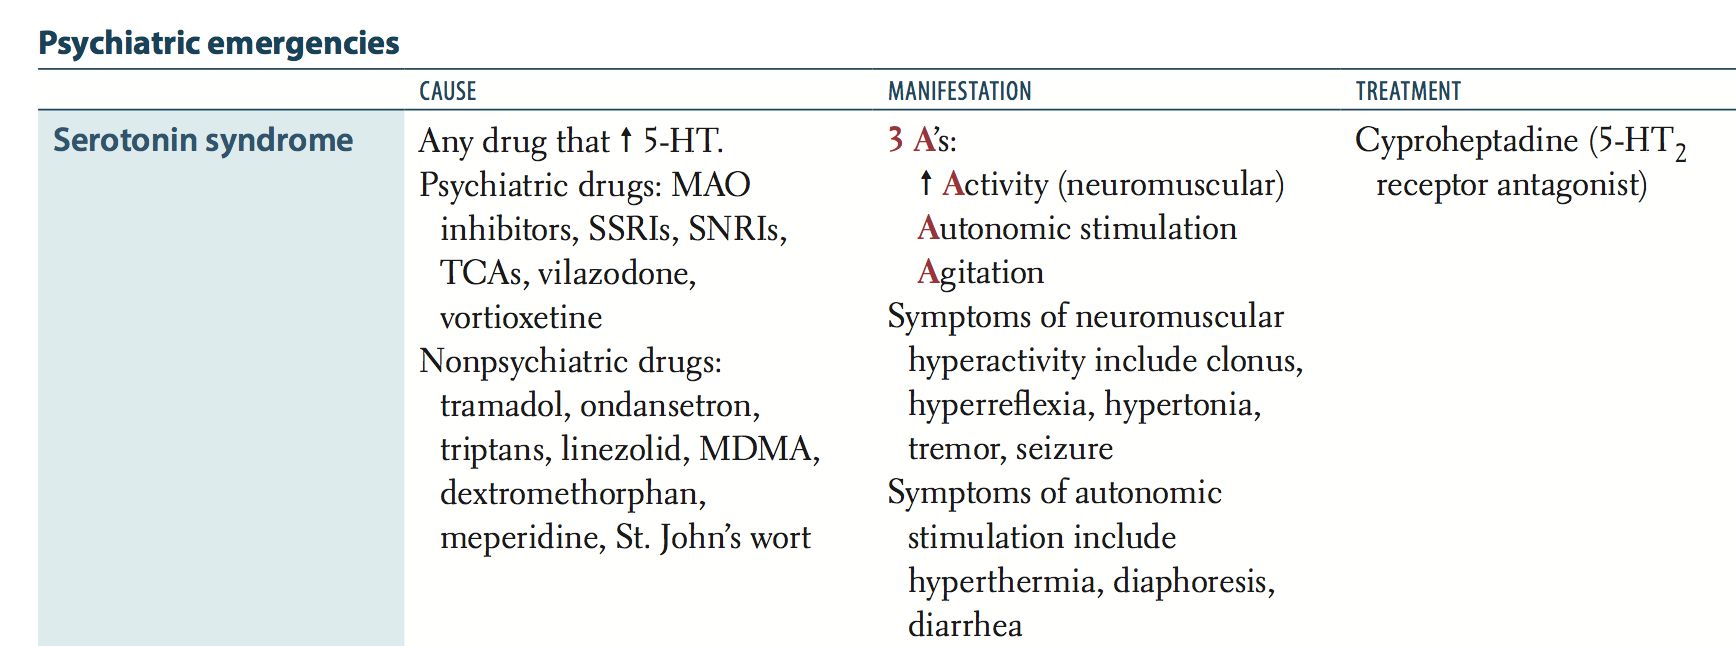 Psychiatric emergencies
CAUSE
MANIFESTATION
TREATMENT
Serotonin syndrome
Any drug that ↑ 5-HT.
Psychiatric drugs: MAO
inhibitors, SSRIs, SNRIs,
TCAs, vilazodone,
vortioxetine
Nonpsychiatric drugs:
tramadol, ondansetron,
triptans, linezolid, MDMA,
dextromethorphan,
meperidine, St. John’s wort
3 A’s:
↑ Activity (neuromuscular)
Autonomic stimulation
Agitation
Symptoms of neuromuscular
hyperactivity include clonus,
hyperreflexia, hypertonia,
tremor, seizure
Symptoms of autonomic
stimulation include
hyperthermia, diaphoresis,
diarrhea
Cyproheptadine (5-HT₂
receptor antagonist)